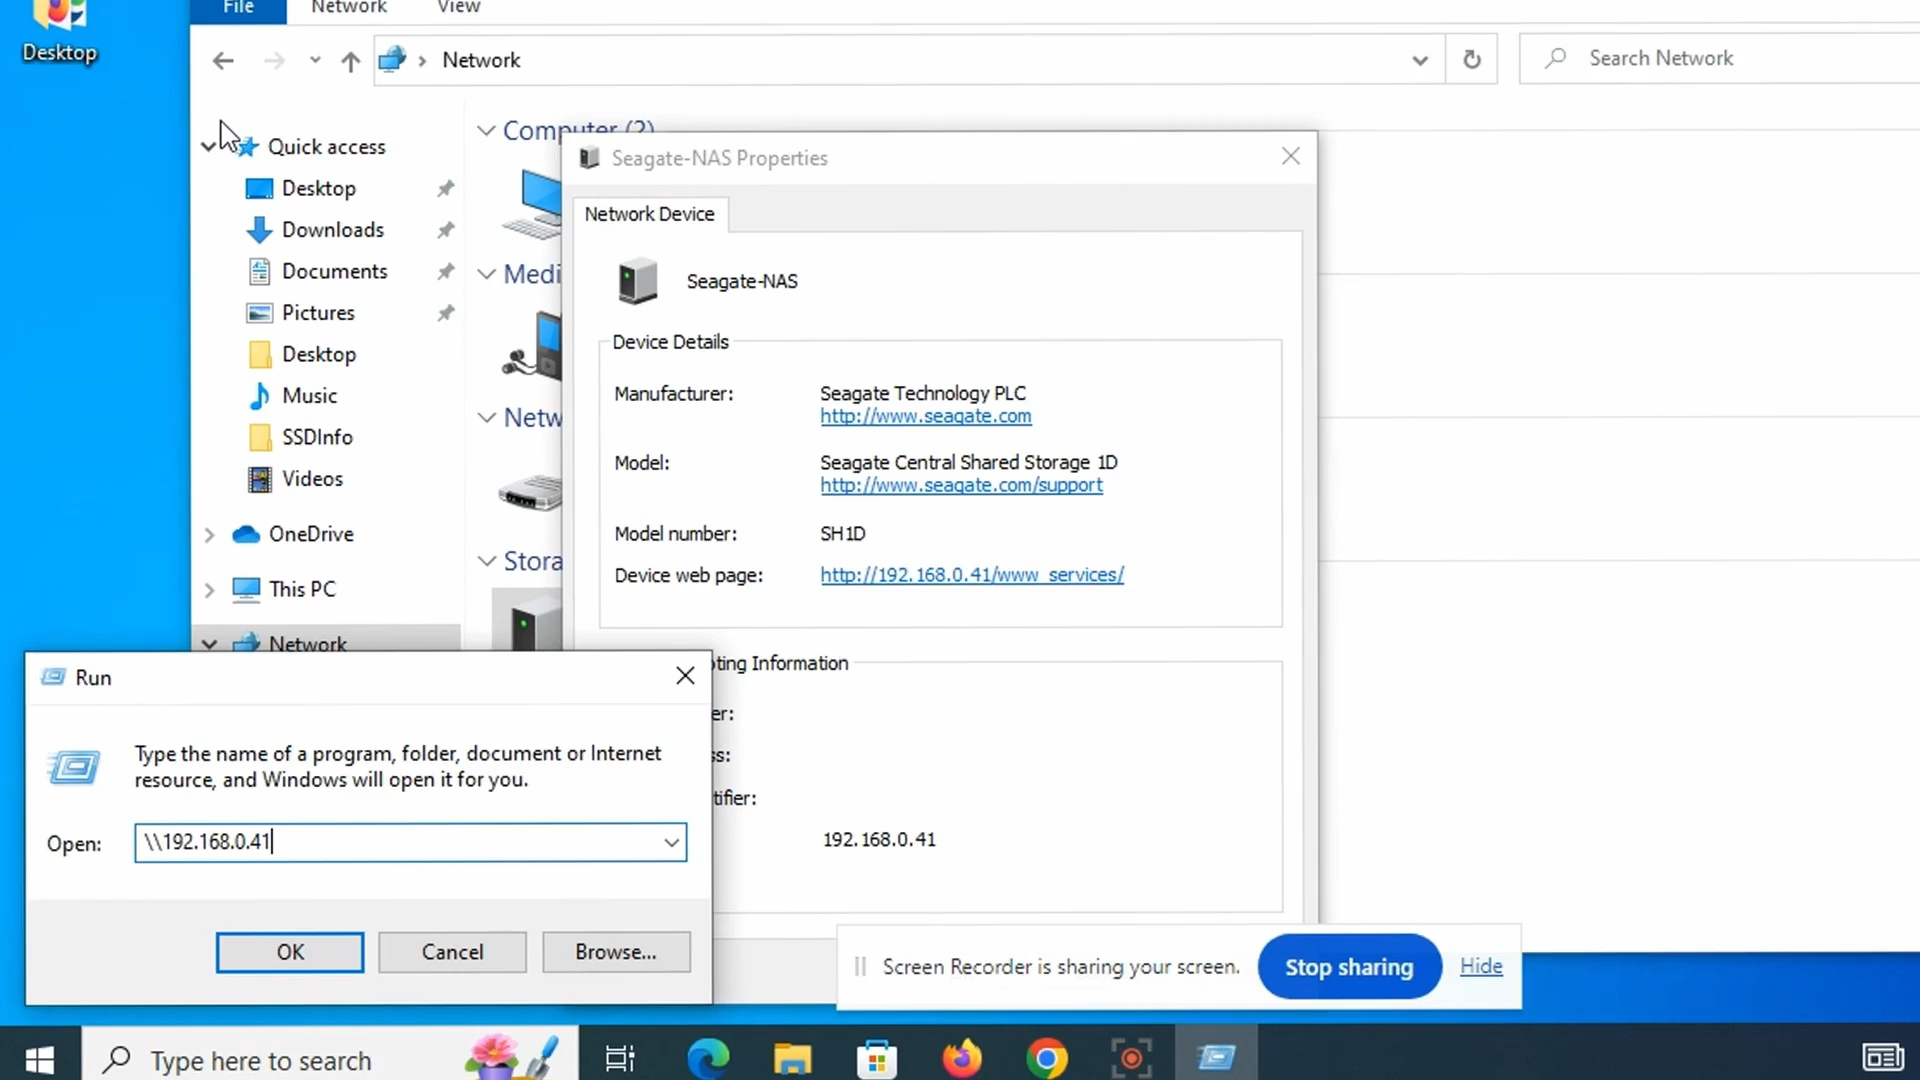 File
Network
View
Desktop
Network
Search Network
Quick access
Desktop
Downloads
Documents
Pictures
Desktop
Music
SSDInfo
Videos
OneDrive
This PC
Network
Computer (2)
Medi
Netw
Stora
Seagate-NAS Properties
Network Device
Seagate-NAS
Device Details
Manufacturer: Seagate Technology PLC
http://www.seagate.com
Model: Seagate Central Shared Storage 1D
http://www.seagate.com/support
Model number: SH1D
Device web page: http://192.168.0.41/www_services/
oting Information
er:
ss:
tifier:
192.168.0.41
Run
Type the name of a program, folder, document or Internet
resource, and Windows will open it for you.
Open: \\192.168.0.41
OK
Cancel
Browse...
Screen Recorder is sharing your screen.
Stop sharing
Hide
Type here to search